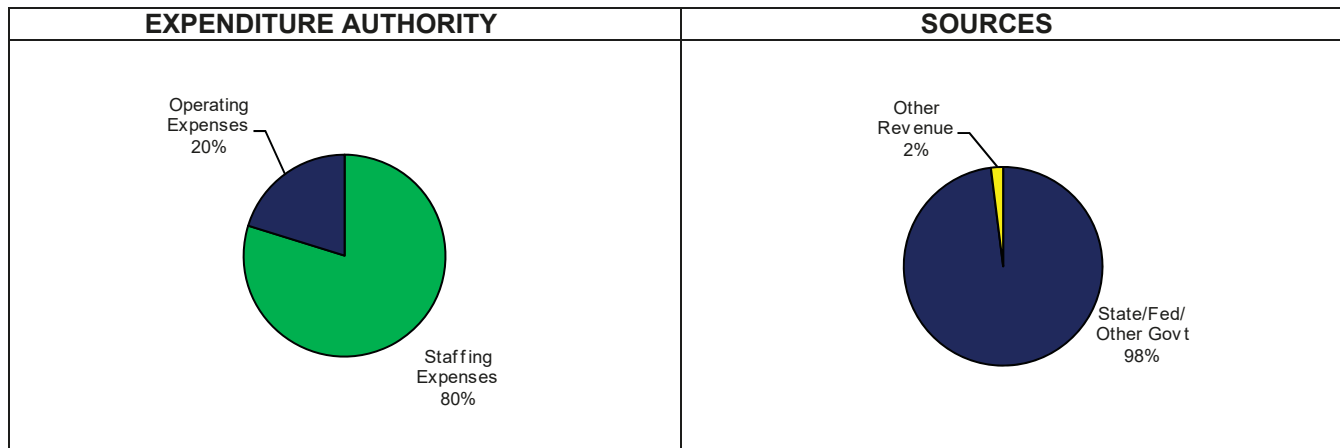 EXPENDITURE AUTHORITY
SOURCES
Operating
Expenses
20%
Staffing
Expenses
80%
Other
Revenue
2%
State/Fed/
Other Govt
98%